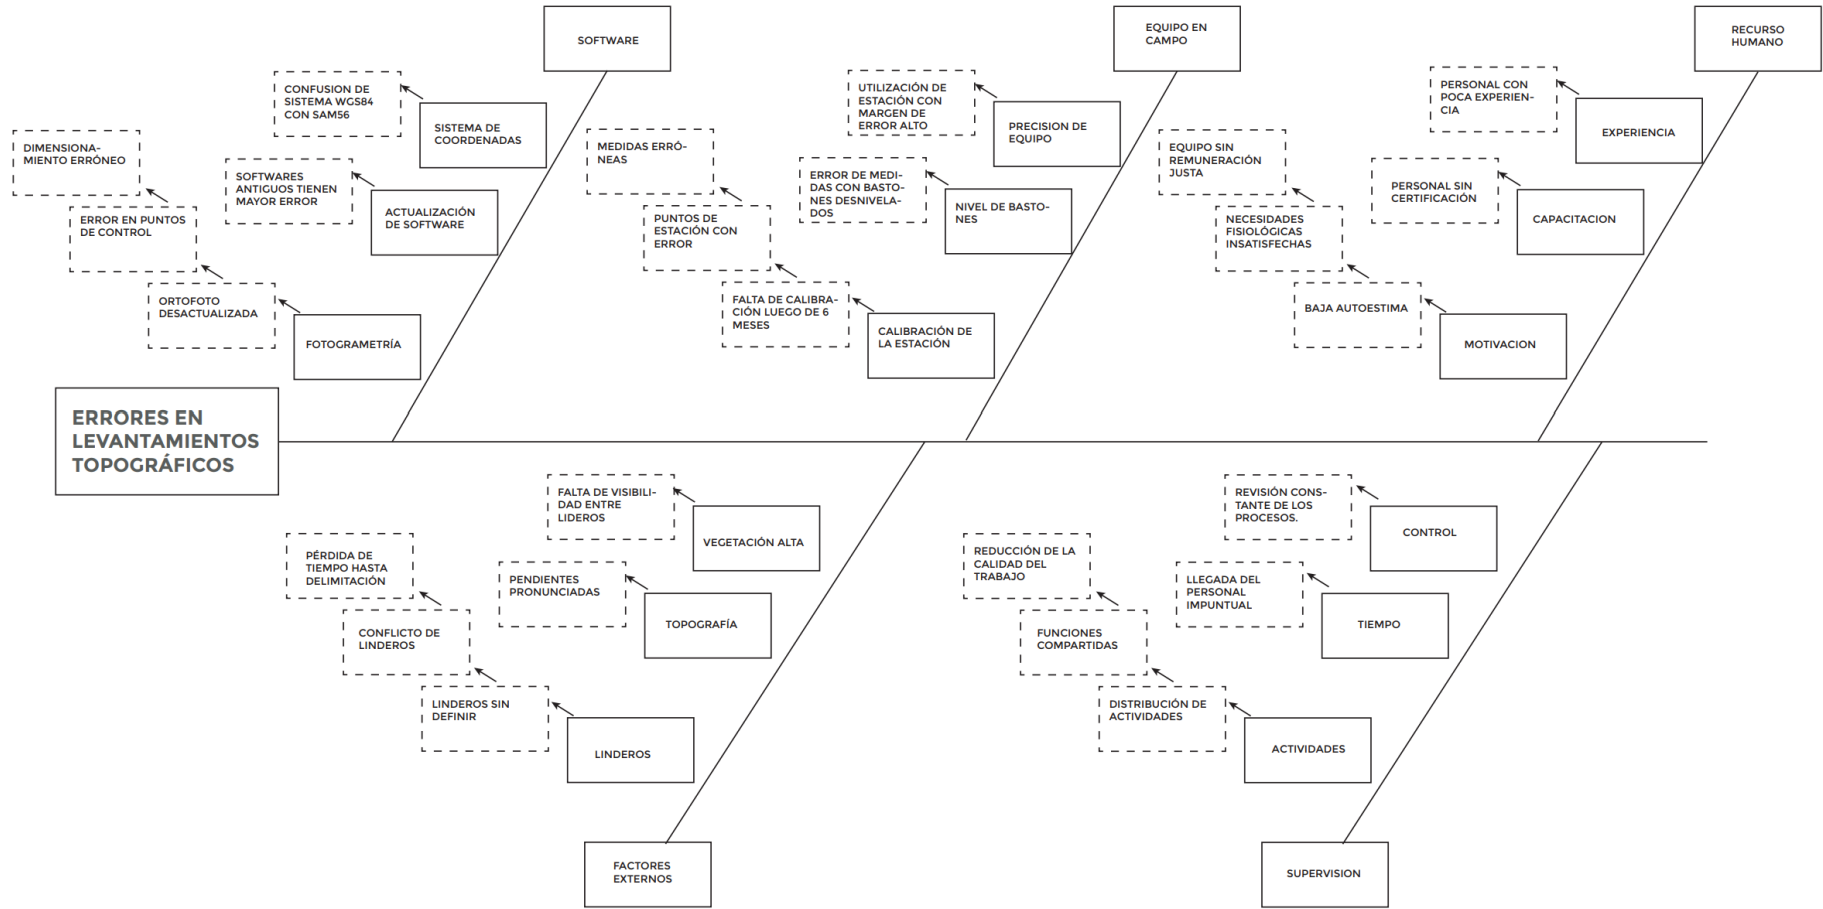 SOFTWARE
EQUIPO EN
CAMPO
RECURSO
HUMANO
CONFUSION DE
SISTEMA WGS84
CON SAM56
SISTEMA DE
COORDENADAS
SOFTWARES
ANTIGUOS TIENEN
MAYOR ERROR
ACTUALIZACIÓN
DE SOFTWARE
DIMENSIONA-
MIENTO ERRÓNEO
ERROR EN PUNTOS
DE CONTROL
ORTOFOTO
DESACTUALIZADA
FOTOGRAMETRÍA
UTILIZACIÓN DE
ESTACIÓN CON
MARGEN DE
ERROR ALTO
PRECISION DE
EQUIPO
ERROR DE MEDI-
DAS CON BASTO-
NES DESNIVELA-
DOS
NIVEL DE BASTO-
NES
MEDIDAS ERRÓ-
NEAS
PUNTOS DE
ESTACIÓN CON
ERROR
FALTA DE CALIBRA-
CIÓN LUEGO DE 6
MESES
CALIBRACIÓN DE
LA ESTACIÓN
PERSONAL CON
POCA EXPERIEN-
CIA
EXPERIENCIA
PERSONAL SIN
CERTIFICACIÓN
CAPACITACION
EQUIPO SIN
REMUNERACIÓN
JUSTA
NECESIDADES
FISIOLÓGICAS
INSATISFECHAS
BAJA AUTOESTIMA
MOTIVACION
ERRORES EN
LEVANTAMIENTOS
TOPOGRÁFICOS
FALTA DE VISIBILI-
DAD ENTRE
LIDEROS
VEGETACIÓN ALTA
PENDIENTES
PRONUNCIADAS
TOPOGRAFÍA
PÉRDIDA DE
TIEMPO HASTA
DELIMITACIÓN
CONFLICTO DE
LINDEROS
LINDEROS SIN
DEFINIR
LINDEROS
FACTORES
EXTERNOS
REVISIÓN CONS-
TANTE DE LOS
PROCESOS.
CONTROL
LLEGADA DEL
PERSONAL
IMPUNTUAL
TIEMPO
REDUCCIÓN DE LA
CALIDAD DEL
TRABAJO
FUNCIONES
COMPARTIDAS
DISTRIBUCIÓN DE
ACTIVIDADES
ACTIVIDADES
SUPERVISION